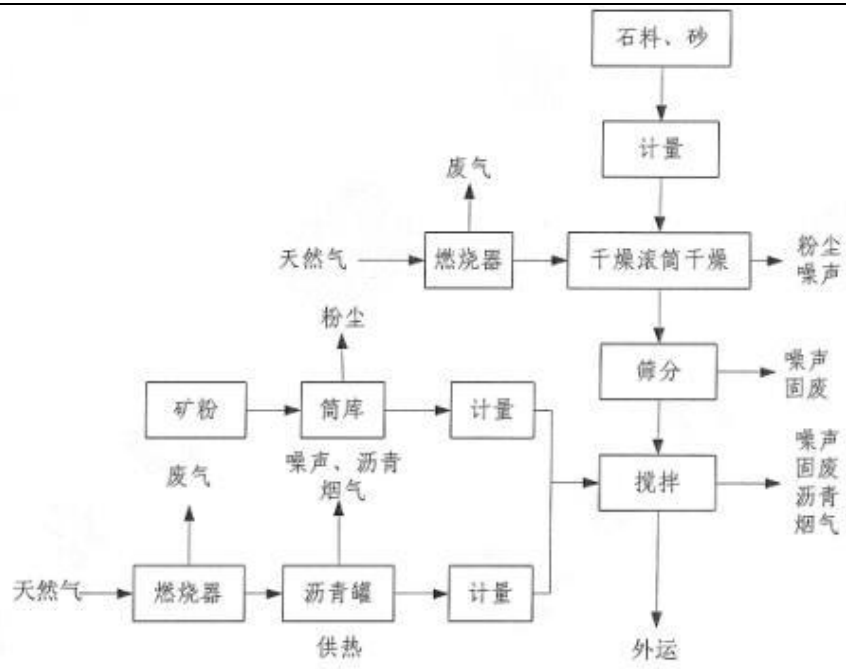 石料、砂
计量
废气
天然气
燃烧器
干燥滚筒干燥
粉尘
噪声
粉尘
筛分
噪声
固废
矿粉
筒库
计量
噪声、沥青
烟气
废气
搅拌
噪声
固废
沥青
烟气
天然气
燃烧器
沥青罐
计量
供热
外运